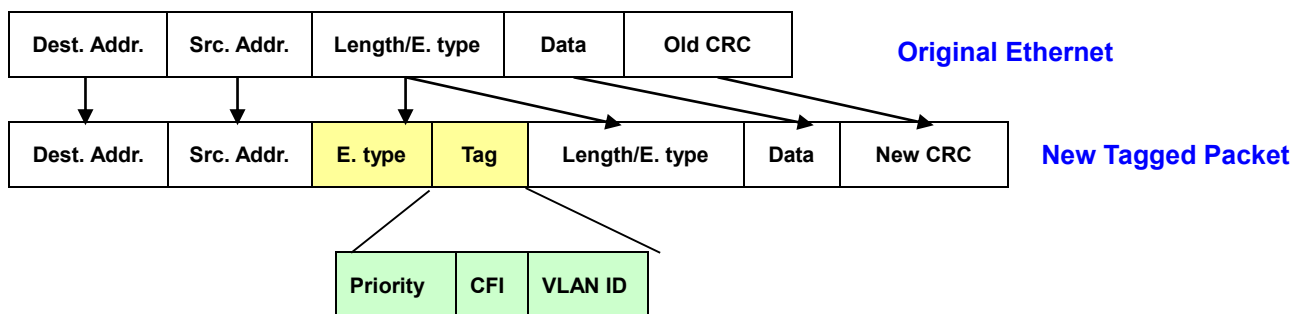 Dest. Addr. Src. Addr. Length/E. type Data Old CRC Original Ethernet
Dest. Addr. Src. Addr. E. type Tag Length/E. type Data New CRC New Tagged Packet
Priority CFI VLAN ID